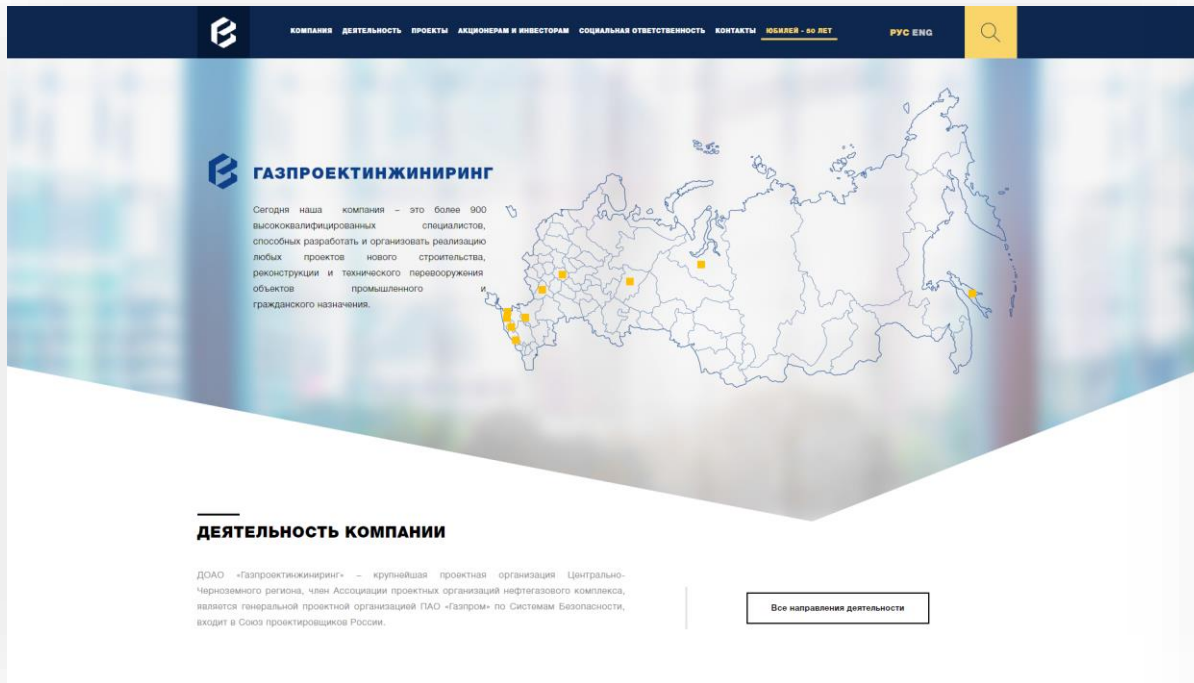 КОМПАНИЯ ДЕЯТЕЛЬНОСТЬ ПРОЕКТЫ АКЦИОНЕРАМ И ИНВЕСТОРАМ СОЦИАЛЬНАЯ ОТВЕТСТВЕННОСТЬ КОНТАКТЫ ЮБИЛЕЙ - 80 ЛЕТ РУС ENG
ГАЗПРОЕКТИНЖИНИРИНГ
Сегодня наша компания – это более 900
высококвалифицированных специалистов,
способных разработать и организовать реализацию
любых проектов нового строительства,
реконструкции и технического перевооружения
объектов промышленного и
гражданского назначения.
ДЕЯТЕЛЬНОСТЬ КОМПАНИИ
ДОАО «Газпроектинжиниринг» – крупнейшая проектная организация Центрально-
Черноземного региона, член Ассоциации проектных организаций нефтегазового комплекса,
является генеральной проектной организацией ПАО «Газпром» по Системам Безопасности,
входит в Союз проектировщиков России.
Все направления деятельности